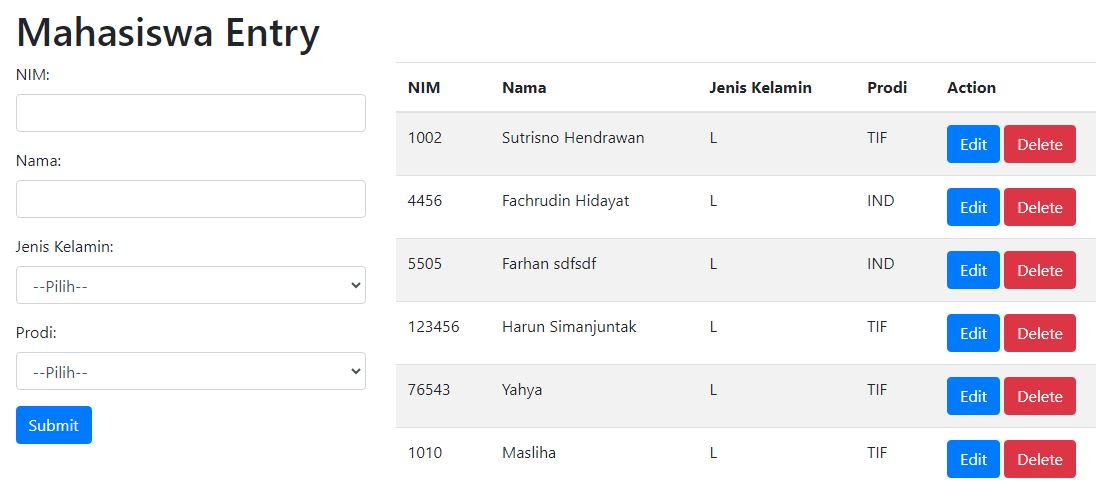 Mahasiswa Entry
NIM:
Nama:
Jenis Kelamin:
--Pilih--
Prodi:
--Pilih--
Submit
NIM Nama Jenis Kelamin Prodi Action
1002 Sutrisno Hendrawan L TIF Edit Delete
4456 Fachrudin Hidayat L IND Edit Delete
5505 Farhan sdfsdf L IND Edit Delete
123456 Harun Simanjuntak L TIF Edit Delete
76543 Yahya L TIF Edit Delete
1010 Masliha L TIF Edit Delete